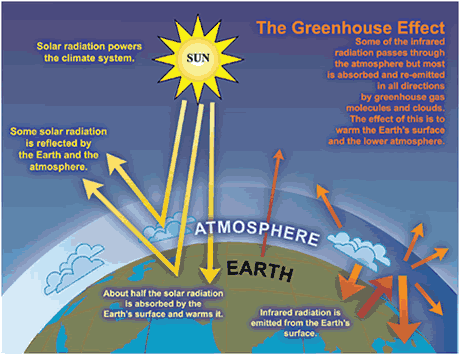 The Greenhouse Effect
Some of the infrared
radiation passes through
the atmosphere but most
is absorbed and re-emitted
in all directions
by greenhouse gas
molecules and clouds.
The effect of this is to
warm the Earth's surface
and the lower atmosphere.
Solar radiation powers
the climate system.
SUN
Some solar radiation
is reflected by
the Earth and the
atmosphere.
ATMOSPHERE
EARTH
About half the solar radiation
is absorbed by the
Earth's surface and warms it.
Infrared radiation is
emitted from the Earth's
surface.